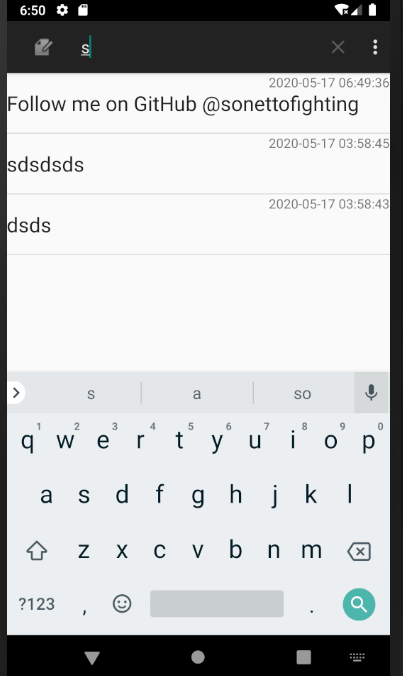 6:50
s
2020-05-17 06:49:36
Follow me on GitHub @sonettofighting
2020-05-17 03:58:45
sdsdsds
2020-05-17 03:58:43
dsds
s a so
1 2 3 4 5 6 7 8 9 0
q w e r t y u i o p
a s d f g h j k l
z x c v b n m
?123 , .